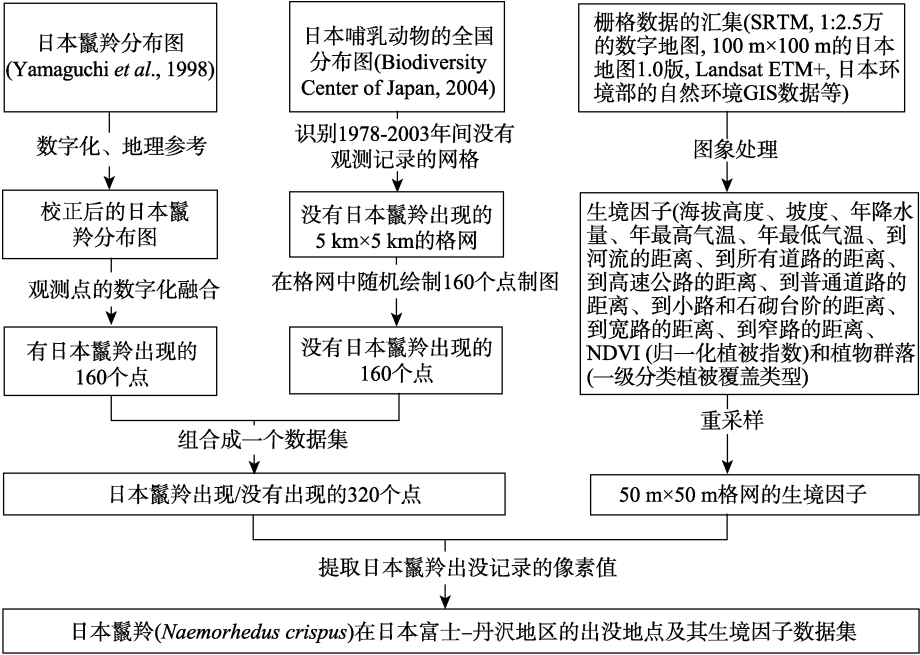 日本鬣羚分布图
(Yamaguchi et al., 1998)
数字化、地理参考
校正后的日本鬣
羚分布图
观测点的数字化融合
有日本鬣羚出现的
160个点
日本哺乳动物的全国
分布图(Biodiversity
Center of Japan, 2004)
识别1978-2003年间没有
观测记录的网格
没有日本鬣羚出现的
5 km×5 km的格网
在格网中随机绘制160个点制图
没有日本鬣羚出现的
160个点
组合成一个数据集
日本鬣羚出现/没有出现的320个点
栅格数据的汇集(SRTM, 1:2.5万
的数字地图, 100 m×100 m的日本
地图1.0版, Landsat ETM+, 日本环
境部的自然环境GIS数据等)
图象处理
生境因子(海拔高度、坡度、年降水
量、年最高气温、年最低气温、到
河流的距离、到所有道路的距离、
到高速公路的距离、到普通道路的
距离、到小路和石砌台阶的距离、
到宽路的距离、到窄路的距离、
NDVI (归一化植被指数)和植物群落
(一级分类植被覆盖类型)
重采样
50 m×50 m格网的生境因子
提取日本鬣羚出没记录的像素值
日本鬣羚(Naemorhedus crispus)在日本富士–丹沢地区的出没地点及其生境因子数据集